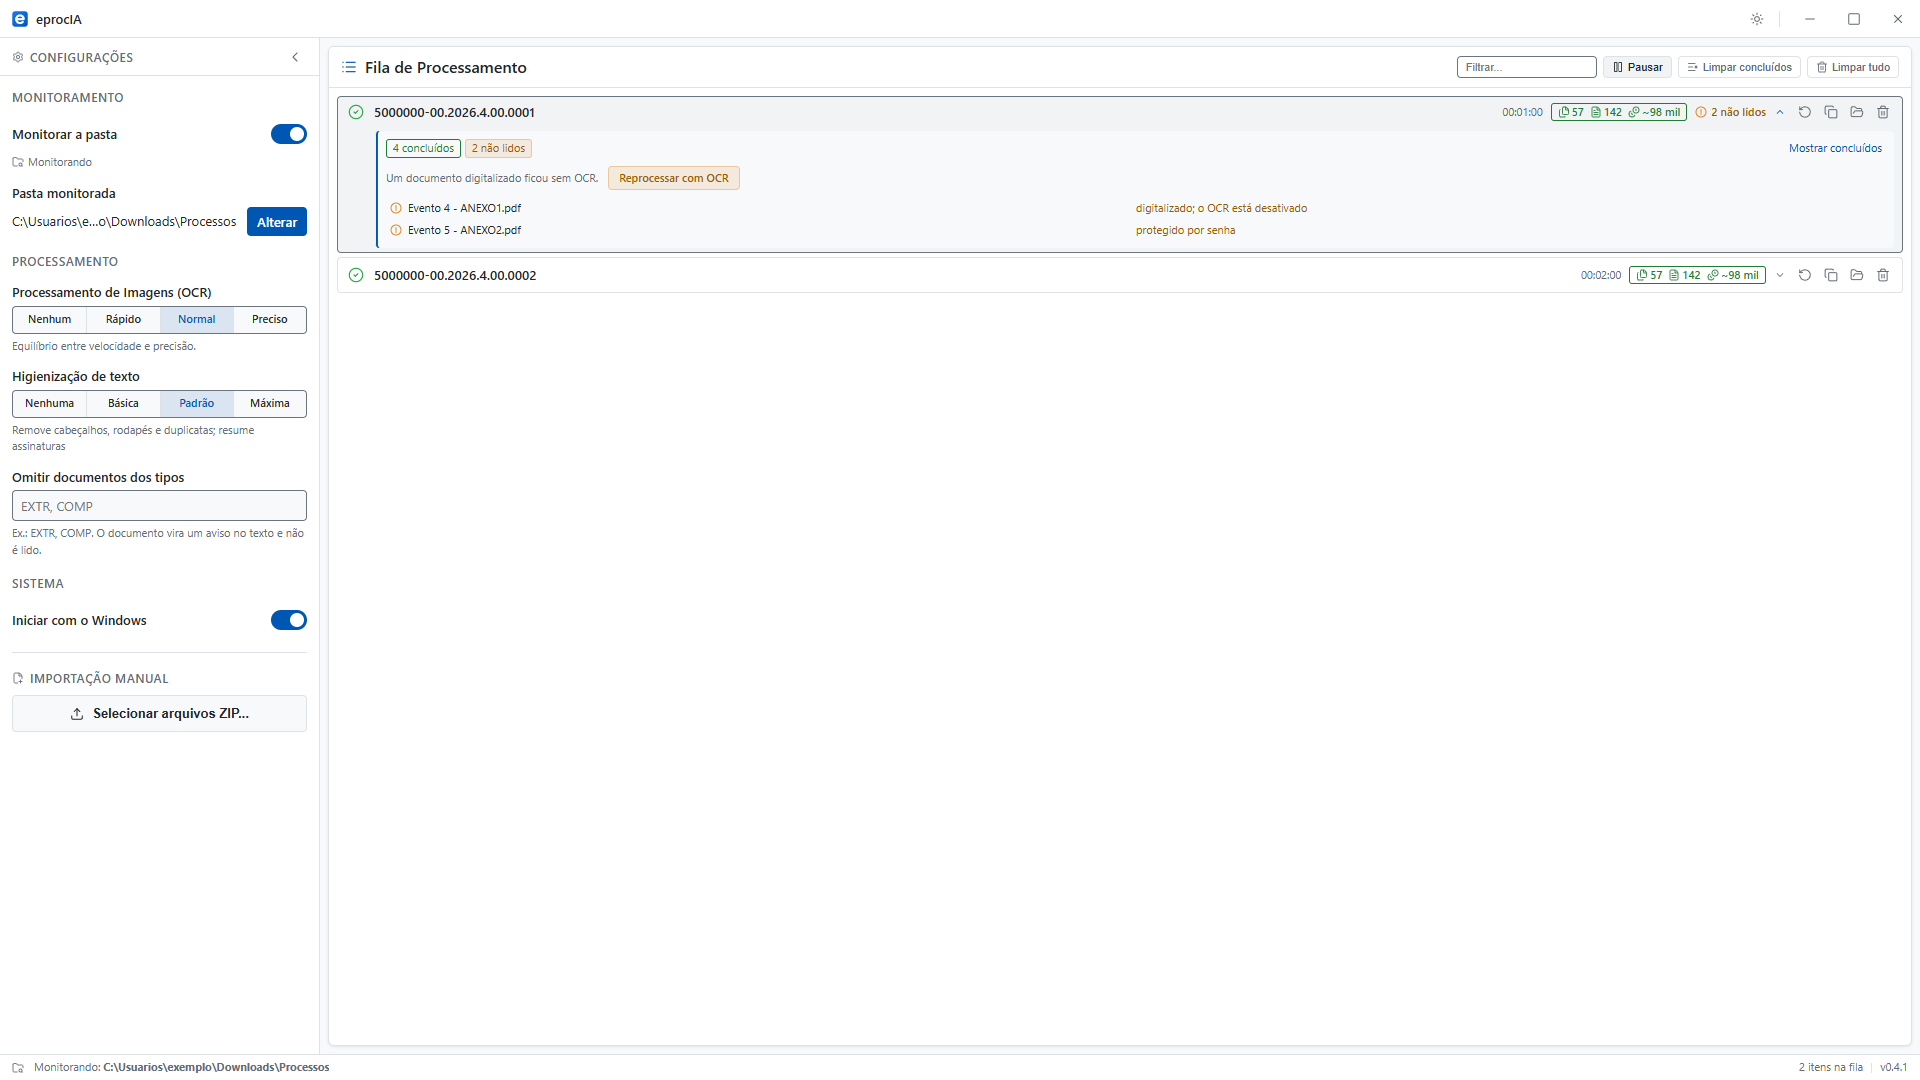 eprocIA
CONFIGURAÇÕES
MONITORAMENTO
Monitorar a pasta
Monitorando
Pasta monitorada
C:\Usuarios\e...o\Downloads\Processos
Alterar
PROCESSAMENTO
Processamento de Imagens (OCR)
Nenhum Rápido Normal Preciso
Equilíbrio entre velocidade e precisão.
Higienização de texto
Nenhuma Básica Padrão Máxima
Remove cabeçalhos, rodapés e duplicatas; resume
assinaturas
Omitir documentos dos tipos
EXTR, COMP
Ex.: EXTR, COMP. O documento vira um aviso no texto e não
é lido.
SISTEMA
Iniciar com o Windows
IMPORTAÇÃO MANUAL
Selecionar arquivos ZIP...
Fila de Processamento
Filtrar...
Pausar
Limpar concluídos
Limpar tudo
5000000-00.2026.4.00.0001
00:01:00 57 142 ~98 mil 2 não lidos
4 concluídos 2 não lidos
Mostrar concluídos
Um documento digitalizado ficou sem OCR. Reprocessar com OCR
Evento 4 - ANEXO1.pdf digitalizado; o OCR está desativado
Evento 5 - ANEXO2.pdf protegido por senha
5000000-00.2026.4.00.0002
00:02:00 57 142 ~98 mil
Monitorando: C:\Usuarios\exemplo\Downloads\Processos
2 itens na fila v0.4.1